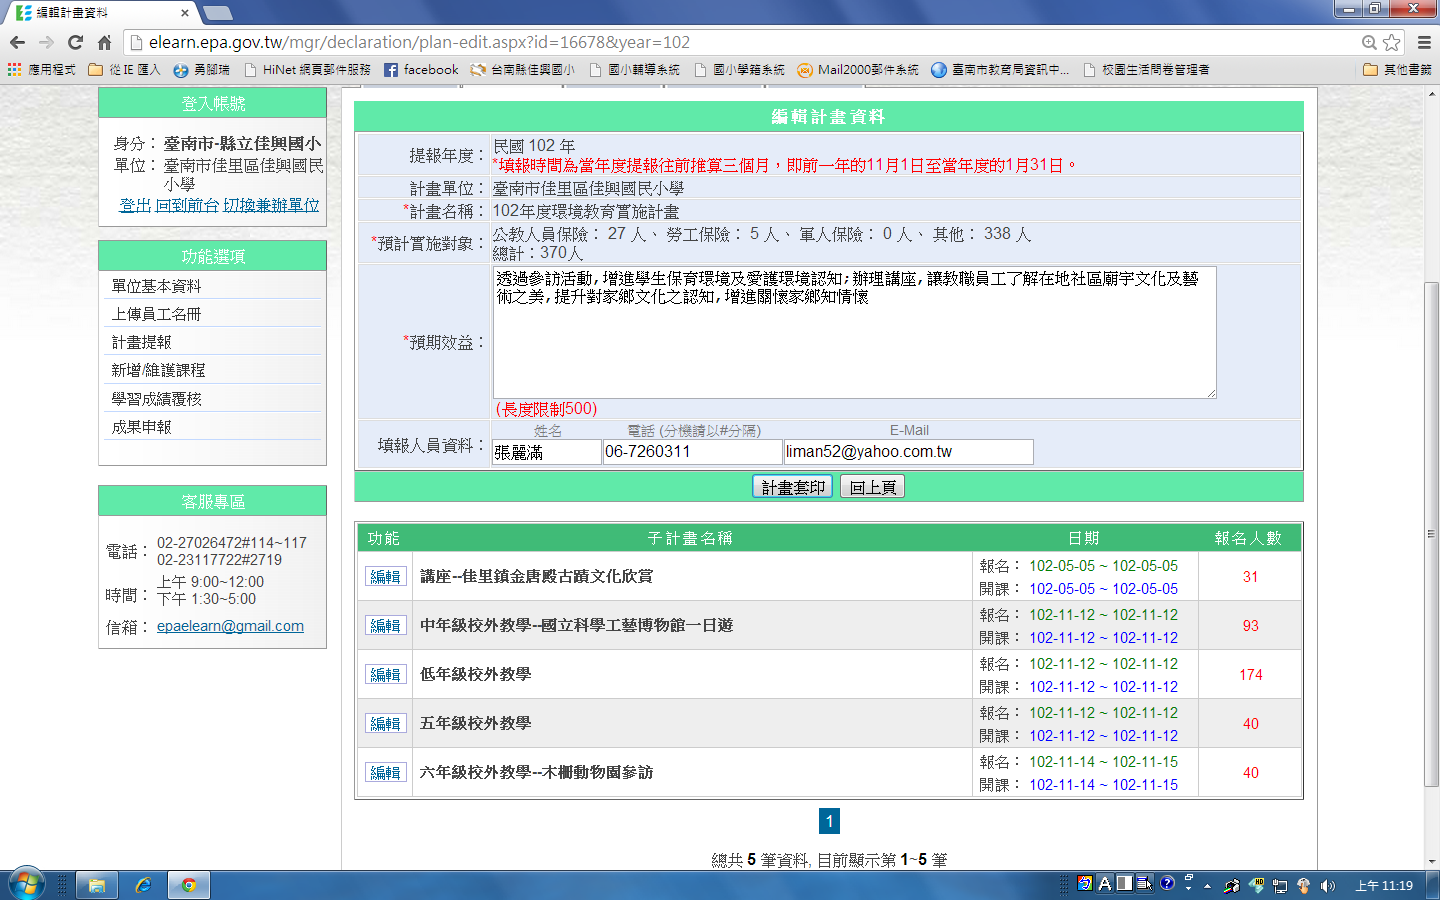 編輯計畫資料
elearn.epa.gov.tw/mgr/declaration/plan-edit.aspx?id=16678&year=102
應用程式 從 IE 匯入 勇腳瑞 HiNet 網頁郵件服務 facebook 台南縣佳興國小 國小輔導系統 國小學籍系統 Mail2000郵件系統 臺南市教育局資訊中... 校園生活問卷管理者 其他書籤
登入帳號
身分： 臺南市-縣立佳興國小
單位： 臺南市佳里區佳興國民
小學
登出 回到前台 切換兼辦單位
功能選項
單位基本資料
上傳員工名冊
計畫提報
新增/維護課程
學習成績覆核
成果申報
客服專區
電話： 02-27026472#114~117
02-23117722#2719
時間： 上午 9:00~12:00
下午 1:30~5:00
信箱： epaelearn@gmail.com
編輯計畫資料
提報年度： 民國 102 年
*填報時間為當年度提報往前推算三個月，即前一年的11月1日至當年度的1月31日。
計畫單位： 臺南市佳里區佳興國民小學
*計畫名稱： 102年度環境教育實施計畫
*預計實施對象： 公教人員保險： 27 人、 勞工保險： 5 人、 軍人保險： 0 人、 其他： 338 人
總計：370人
*預期效益： 透過參訪活動,增進學生保育環境及愛護環境認知;辦理講座,讓教職員工了解在地社區廟宇文化及藝
術之美,提升對家鄉文化之認知,增進關懷家鄉知情懷
(長度限制500)
填報人員資料： 姓名 電話 (分機請以#分隔) E-Mail
張麗滿 06-7260311 liman52@yahoo.com.tw
計畫套印 回上頁
功能 子計畫名稱 日期 報名人數
編輯 講座--佳里鎮金唐殿古蹟文化欣賞 報名： 102-05-05 ~ 102-05-05 31
開課： 102-05-05 ~ 102-05-05
編輯 中年級校外教學--國立科學工藝博物館一日遊 報名： 102-11-12 ~ 102-11-12 93
開課： 102-11-12 ~ 102-11-12
編輯 低年級校外教學 報名： 102-11-12 ~ 102-11-12 174
開課： 102-11-12 ~ 102-11-12
編輯 五年級校外教學 報名： 102-11-12 ~ 102-11-12 40
開課： 102-11-12 ~ 102-11-12
編輯 六年級校外教學--木柵動物園參訪 報名： 102-11-14 ~ 102-11-15 40
開課： 102-11-14 ~ 102-11-15
1
總共 5 筆資料, 目前顯示第 1~5 筆
上午 11:19